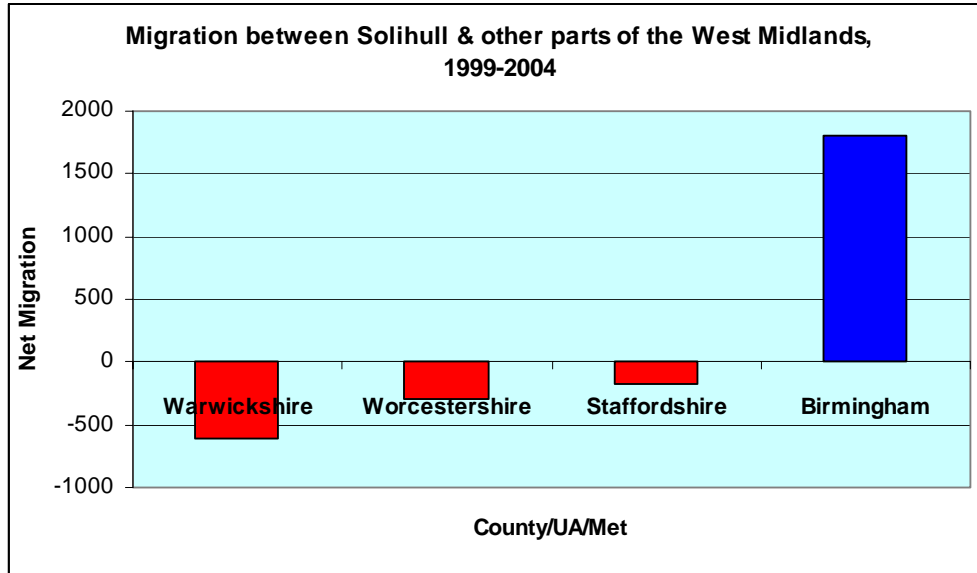 Migration between Solihull & other parts of the West Midlands,
1999-2004
2000
1500
1000
500
0
-500
-1000
Net Migration
Warwickshire
Worcestershire
Staffordshire
Birmingham
County/UA/Met